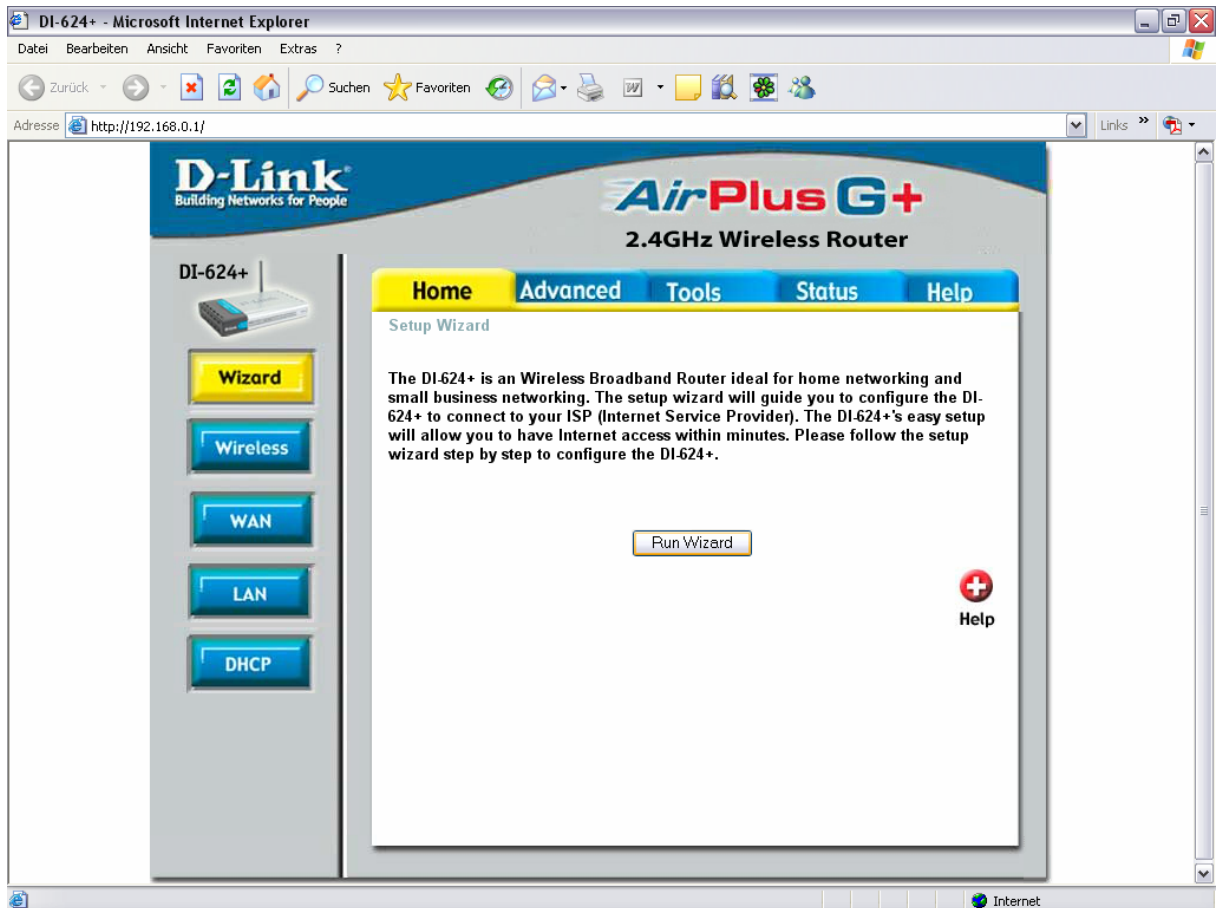 DI-624+ - Microsoft Internet Explorer
Datei Bearbeiten Ansicht Favoriten Extras ?
Zurück Suchen Favoriten
Adresse http://192.168.0.1/ Links »
D-Link
Building Networks for People
AirPlus G+
2.4GHz Wireless Router
DI-624+
Home Advanced Tools Status Help
Setup Wizard
Wizard
Wireless
WAN
LAN
DHCP
The DI-624+ is an Wireless Broadband Router ideal for home networking and
small business networking. The setup wizard will guide you to configure the DI-
624+ to connect to your ISP (Internet Service Provider). The DI-624+'s easy setup
will allow you to have Internet access within minutes. Please follow the setup
wizard step by step to configure the DI-624+.
Run Wizard
Help
Internet